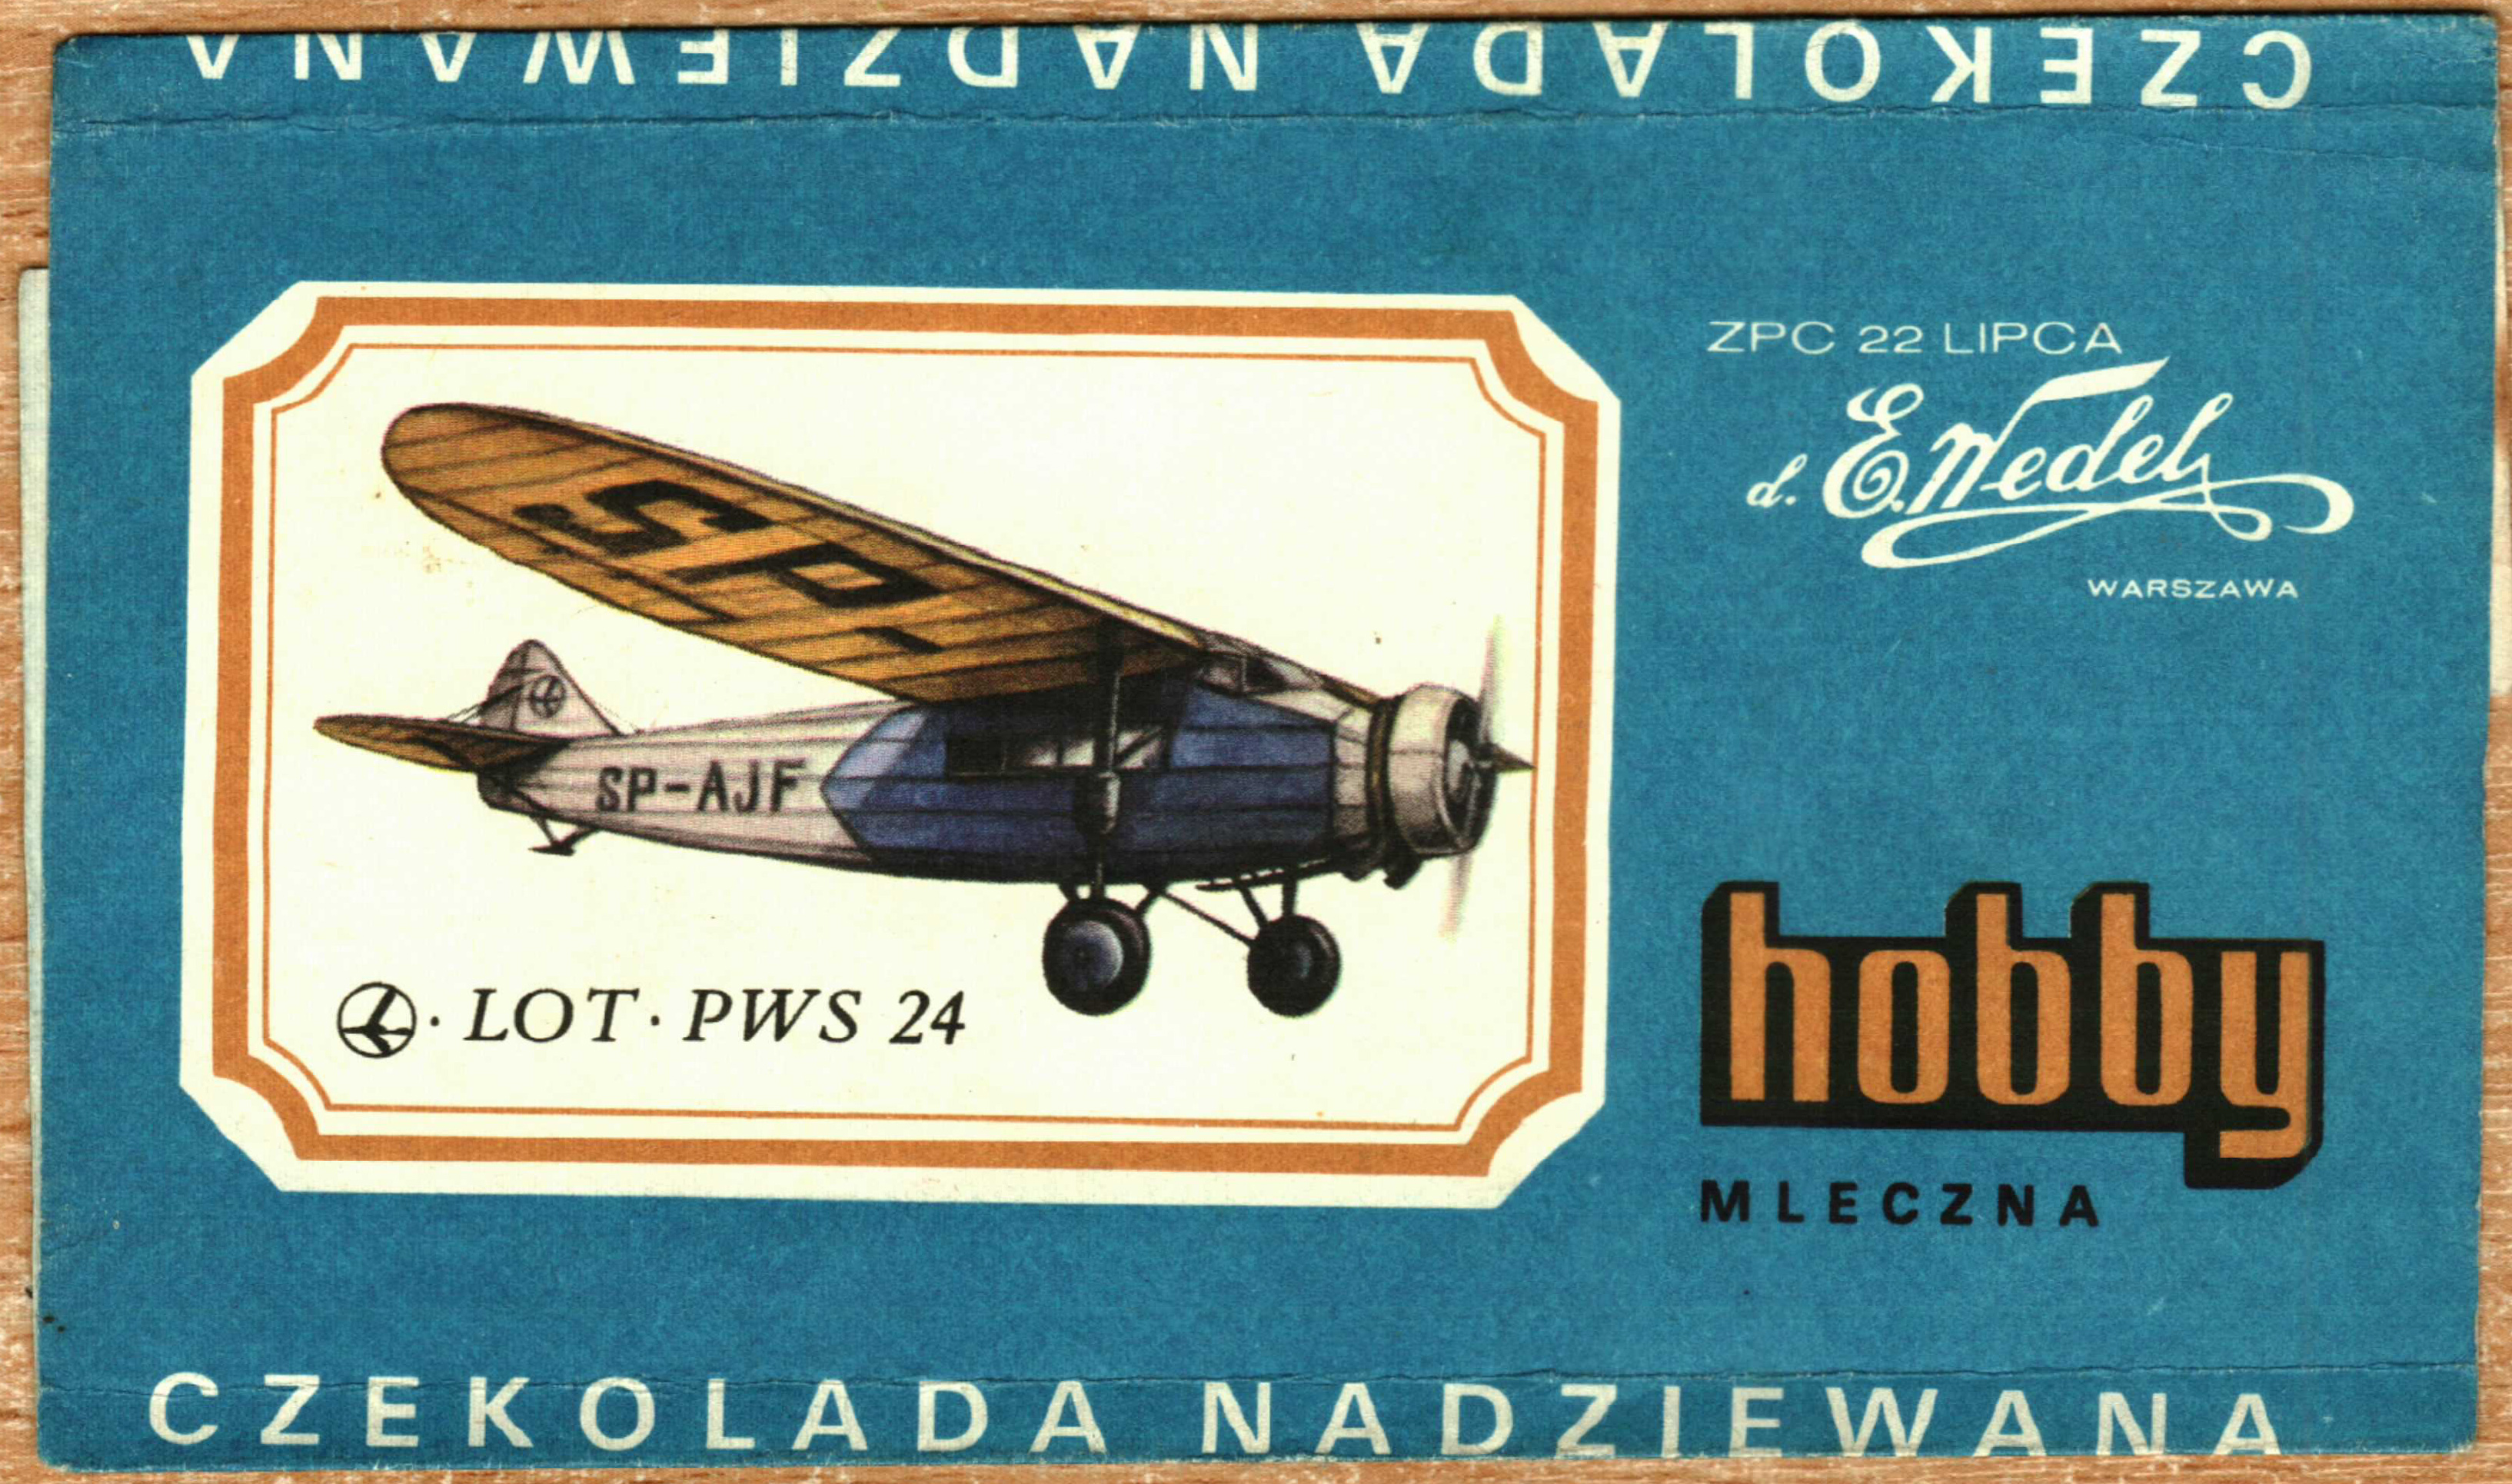 CZEKOLADA NADZIEWANA
ZPC 22 LIPCA
d. E. Wedel
WARSZAWA
SP-
SP-AJF
LOT · PWS 24
hobby
MLECZNA
CZEKOLADA NADZIEWANA